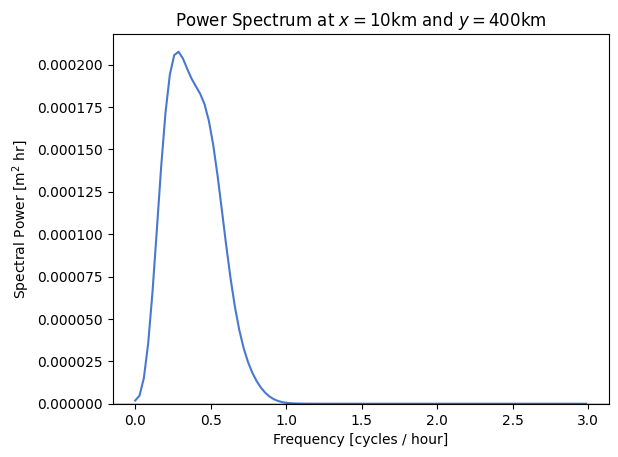 Power Spectrum at x = 10km and y = 400km
Spectral Power [m² hr]
0.000200
0.000175
0.000150
0.000125
0.000100
0.000075
0.000050
0.000025
0.000000
0.0 0.5 1.0 1.5 2.0 2.5 3.0
Frequency [cycles / hour]